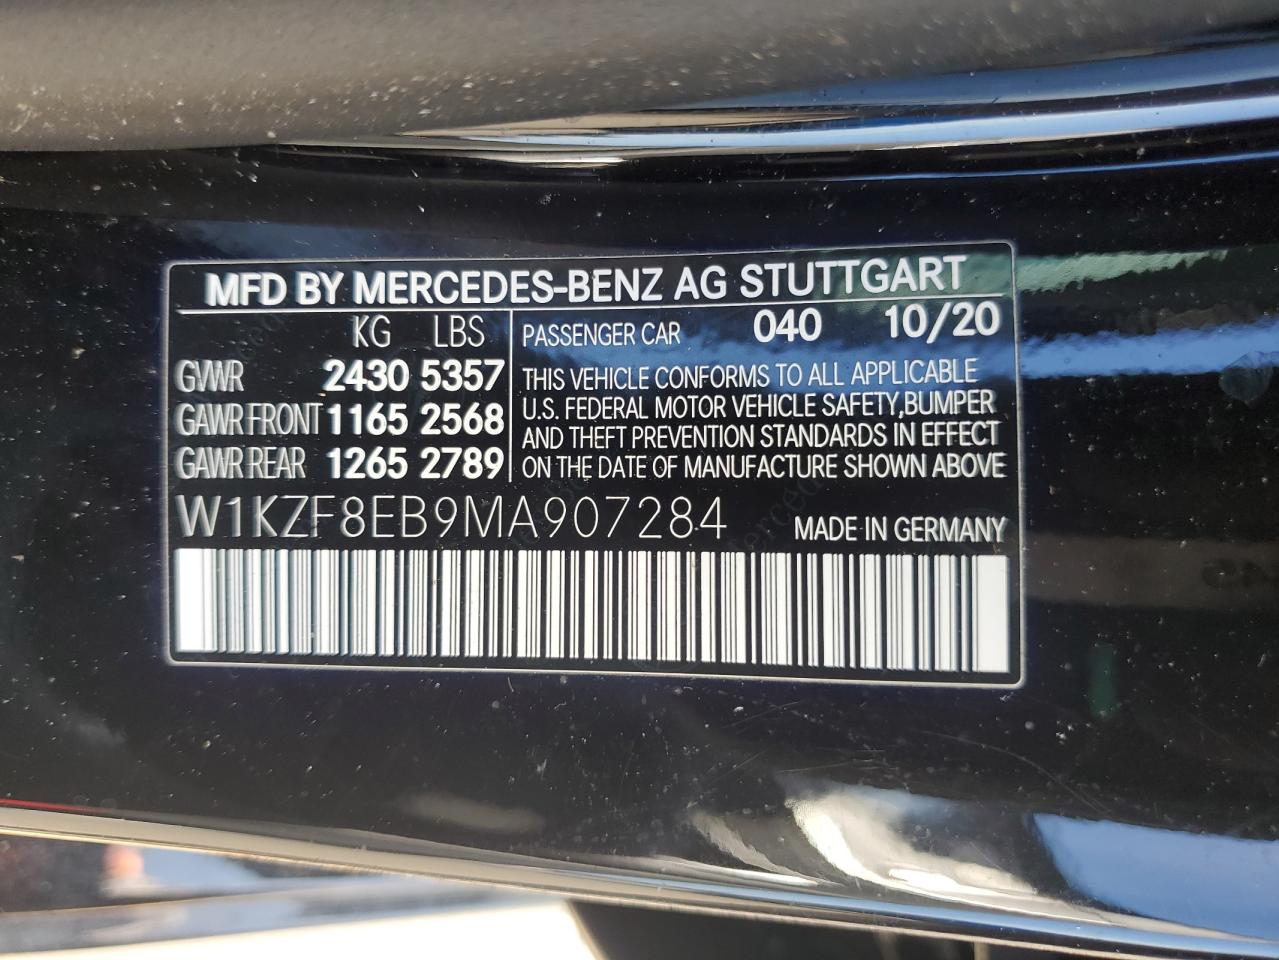 MFD BY MERCEDES-BENZ AG STUTTGART
KG LBS
GVWR 2430 5357
GAWR FRONT 1165 2568
GAWR REAR 1265 2789
PASSENGER CAR 040 10/20
THIS VEHICLE CONFORMS TO ALL APPLICABLE
U.S. FEDERAL MOTOR VEHICLE SAFETY, BUMPER
AND THEFT PREVENTION STANDARDS IN EFFECT
ON THE DATE OF MANUFACTURE SHOWN ABOVE
W1KZF8EB9MA907284 MADE IN GERMANY